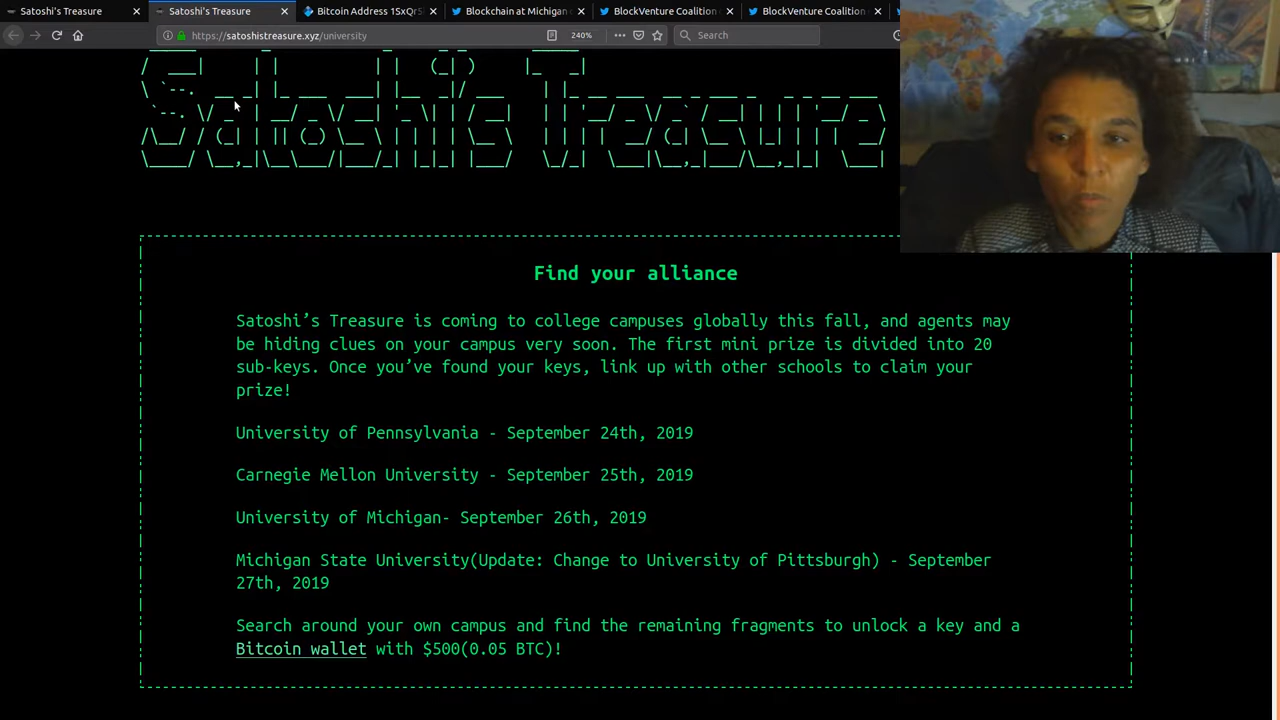 Satoshi's Treasure
Satoshi's Treasure
Bitcoin Address 1SxQrS
Blockchain at Michigan
BlockVenture Coalition
BlockVenture Coalition
https://satoshistreasure.xyz/university
240%
Search
Satoshi's Treasure
Find your alliance
Satoshi’s Treasure is coming to college campuses globally this fall, and agents may
be hiding clues on your campus very soon. The first mini prize is divided into 20
sub-keys. Once you’ve found your keys, link up with other schools to claim your
prize!
University of Pennsylvania - September 24th, 2019
Carnegie Mellon University - September 25th, 2019
University of Michigan- September 26th, 2019
Michigan State University(Update: Change to University of Pittsburgh) - September
27th, 2019
Search around your own campus and find the remaining fragments to unlock a key and a
Bitcoin wallet with $500(0.05 BTC)!